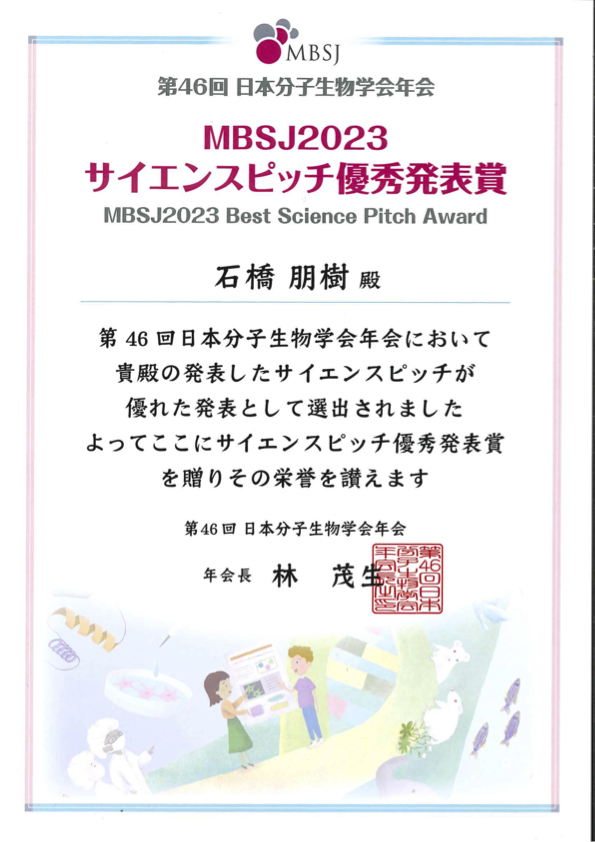 MBSJ
第46回 日本分子生物学会年会
MBSJ2023
サイエンスピッチ優秀発表賞
MBSJ2023 Best Science Pitch Award
石橋 朋樹 殿
第 46 回日本分子生物学会年会において
貴殿の発表したサイエンスピッチが
優れた発表として選出されました
よってここにサイエンスピッチ優秀発表賞
を贈りその栄誉を讃えます
第46回 日本分子生物学会年会
年会長 林 茂生
第46回日本
分子生物学会
年会長之印